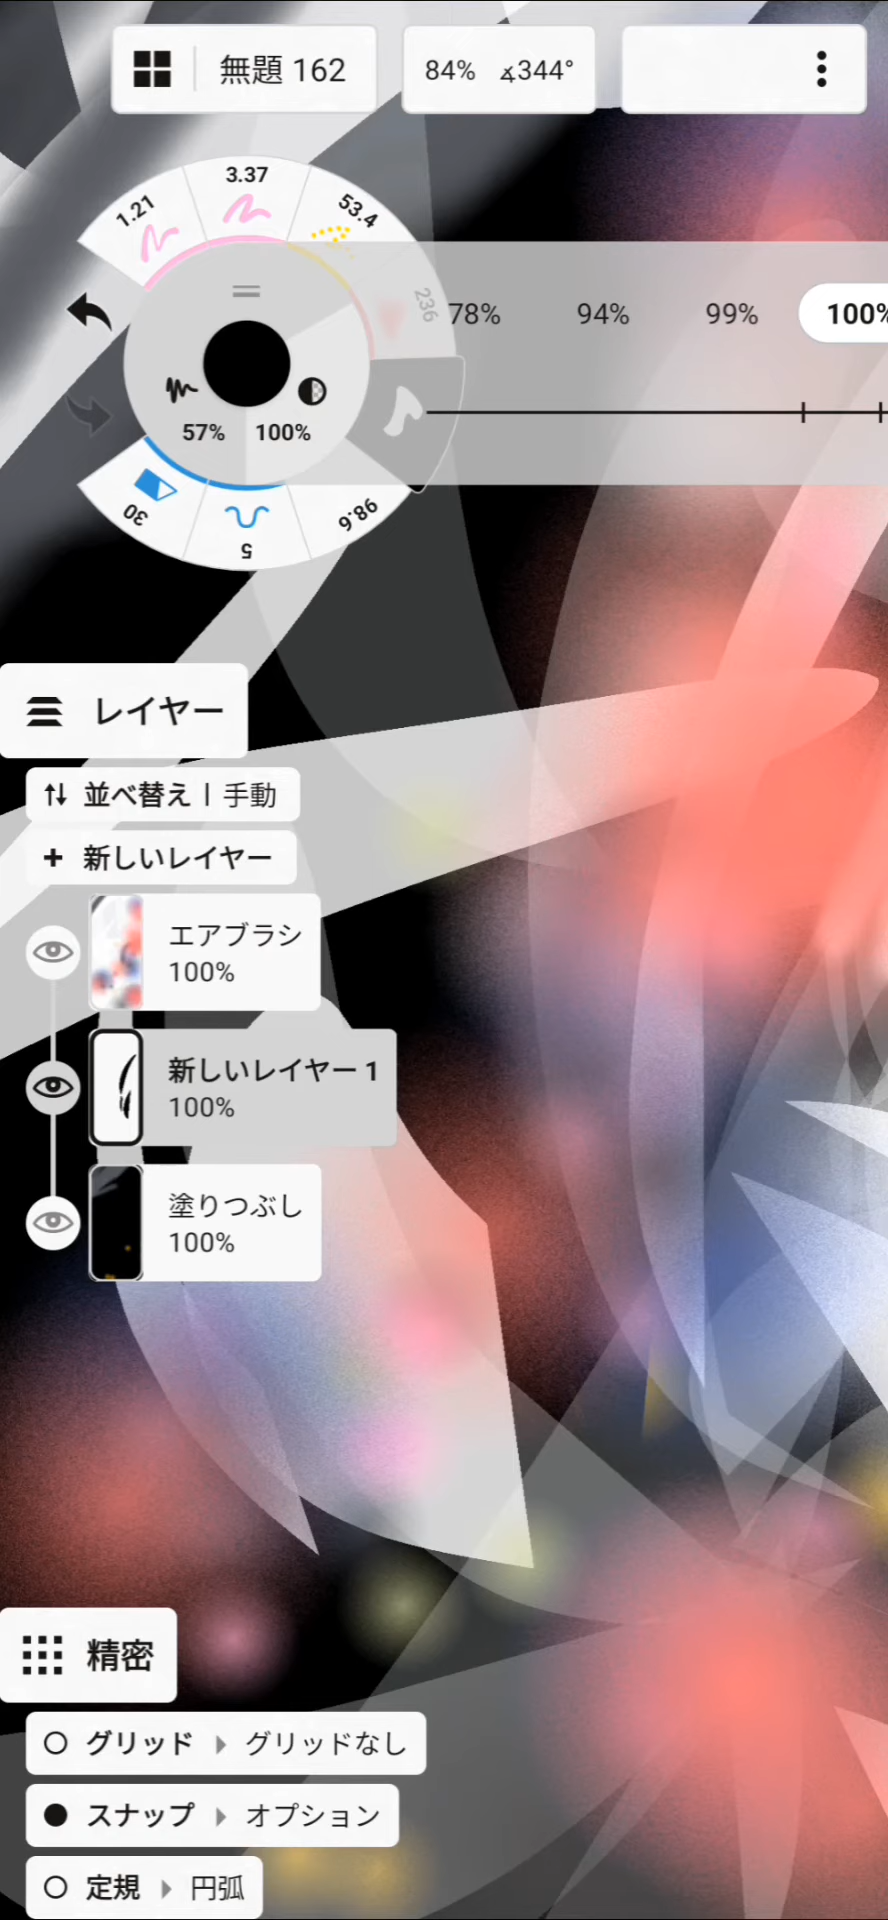 無題 162
84% ∡344°
1.21
3.37
53.4
236
78% 94% 99% 100%
57% 100%
30
5
98.6
レイヤー
並べ替え | 手動
+ 新しいレイヤー
エアブラシ
100%
新しいレイヤー 1
100%
塗りつぶし
100%
精密
グリッド ▸ グリッドなし
スナップ ▸ オプション
定規 ▸ 円弧